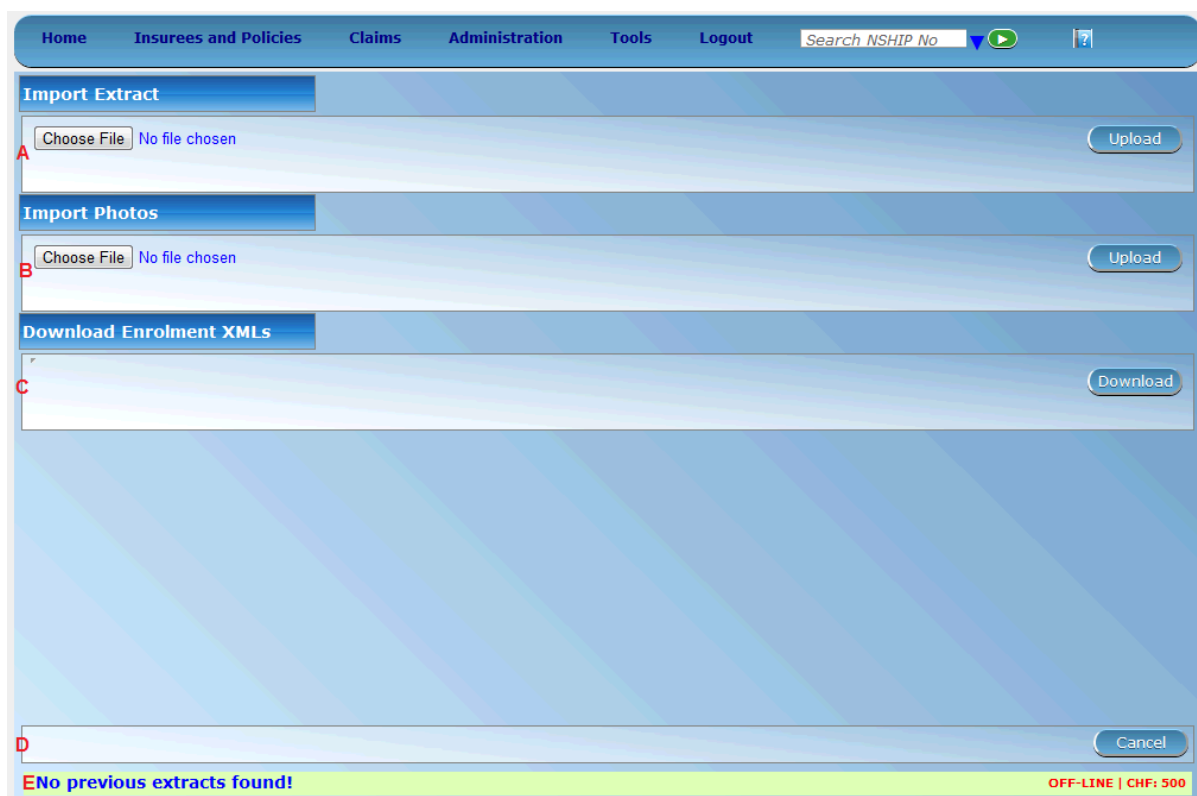 Home Insurees and Policies Claims Administration Tools Logout Search NSHIP No ?
Import Extract
A Choose File No file chosen Upload
Import Photos
B Choose File No file chosen Upload
Download Enrolment XMLs
C Download
D Cancel
E No previous extracts found! OFF-LINE | CHF: 500